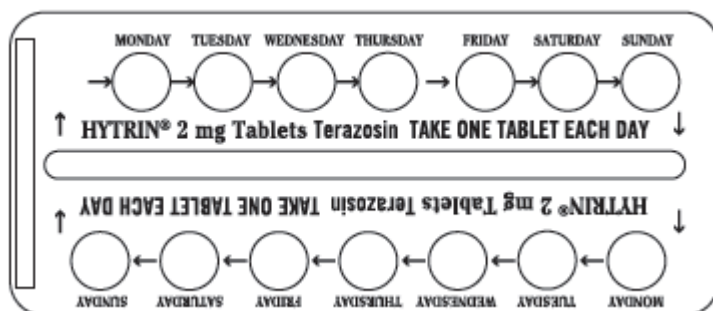 MONDAY TUESDAY WEDNESDAY THURSDAY FRIDAY SATURDAY SUNDAY
HYTRIN® 2 mg Tablets Terazosin TAKE ONE TABLET EACH DAY
HYTRIN® 2 mg Tablets Terazosin TAKE ONE TABLET EACH DAY
MONDAY TUESDAY WEDNESDAY THURSDAY FRIDAY SATURDAY SUNDAY